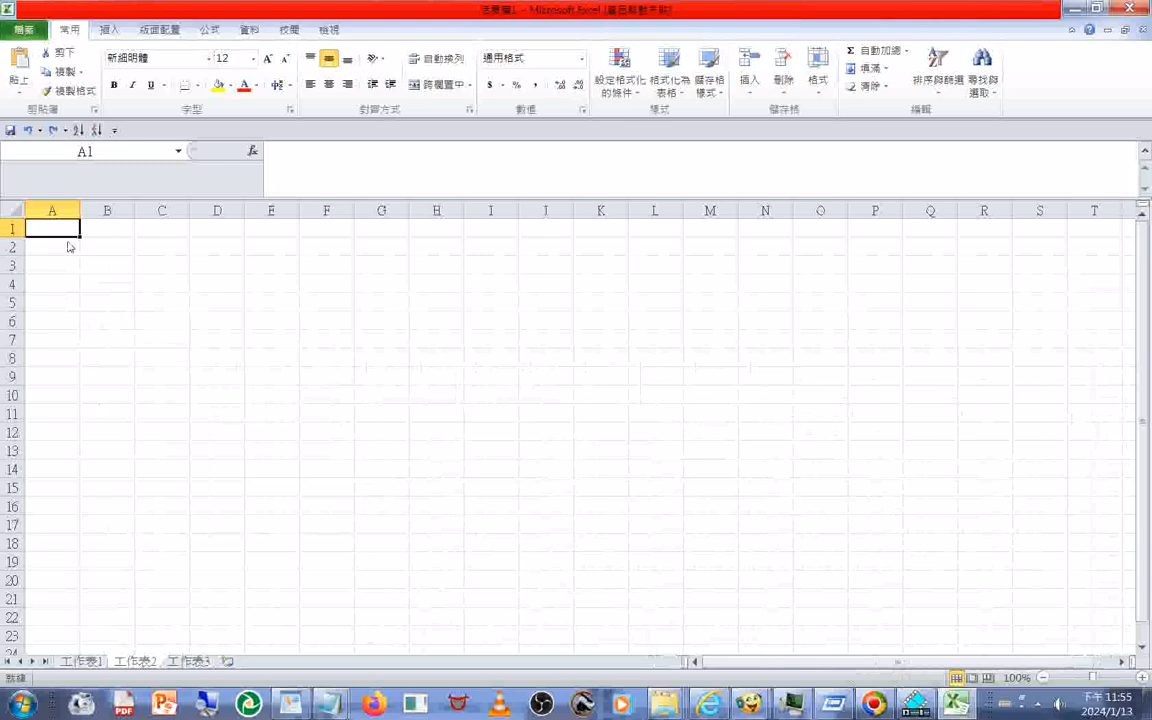 活頁簿1 - Microsoft Excel (產品啟動失敗)
檔案 常用 插入 版面配置 公式 資料 校閱 檢視
貼上 剪下 複製 複製格式 剪貼簿
新細明體 12 B I U 字型
自動換列 跨欄置中 對齊方式
通用格式 $ % , 數值
設定格式化的條件 格式化為表格 儲存格樣式 樣式
插入 刪除 格式 儲存格
Σ 自動加總 填滿 清除 排序與篩選 尋找與選取 編輯
A1 fx
A B C D E F G H I J K L M N O P Q R S T
1
2
3
4
5
6
7
8
9
10
11
12
13
14
15
16
17
18
19
20
21
22
23
24
工作表1 工作表2 工作表3
就緒 100%
PDF
下午 11:55
2024/1/13